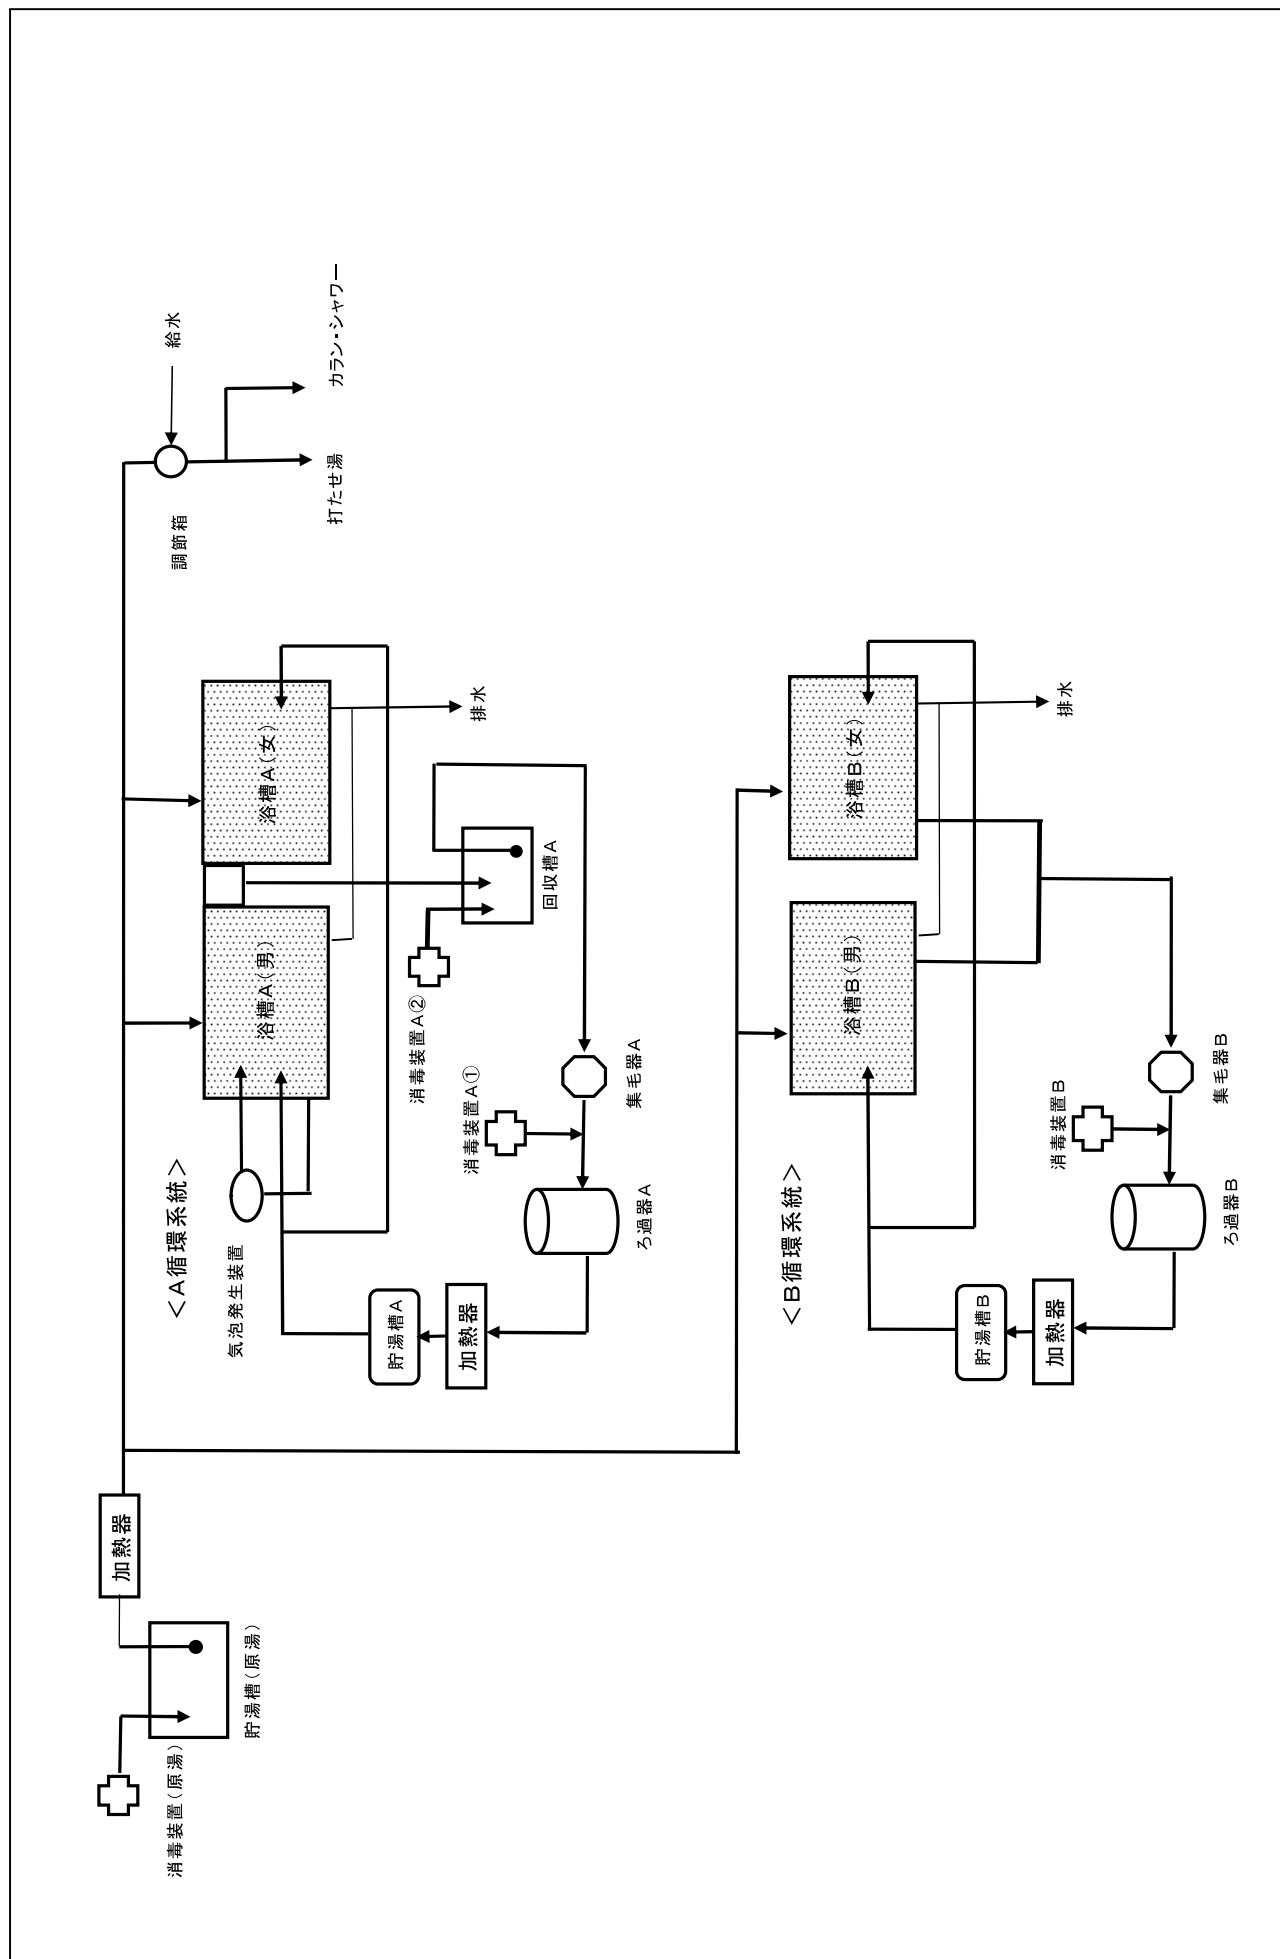 消毒装置(原湯)
貯湯槽(原湯)
加熱器
給水
調節箱
カラン・シャワー
打たせ湯
<A循環系統>
気泡発生装置
浴槽A(男)
浴槽A(女)
排水
回収槽A
消毒装置A②
消毒装置A①
集毛器A
ろ過器A
加熱器
貯湯槽A
<B循環系統>
浴槽B(男)
浴槽B(女)
排水
消毒装置B
集毛器B
ろ過器B
加熱器
貯湯槽B